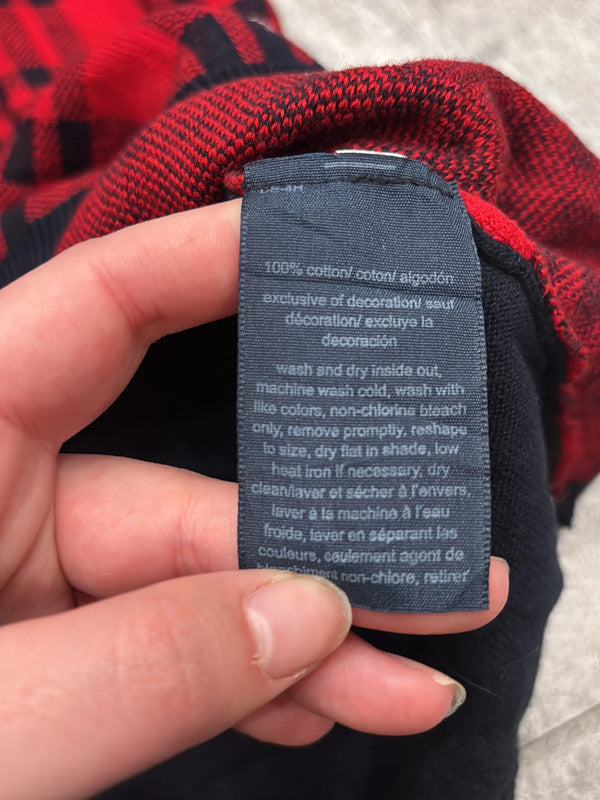 100% cotton/ coton/ algodón
exclusive of decoration/ sauf
décoration/ excluye la
decoración
wash and dry inside out,
machine wash cold, wash with
like colors, non-chlorine bleach
only, remove promptly, reshape
to size, dry flat in shade, low
heat iron if necessary, dry
clean/laver et sécher à l'envers,
laver à la machine à l'eau
froide, laver en séparant las
couleurs, seulement agent de
blanchiment non-chlore, retirer